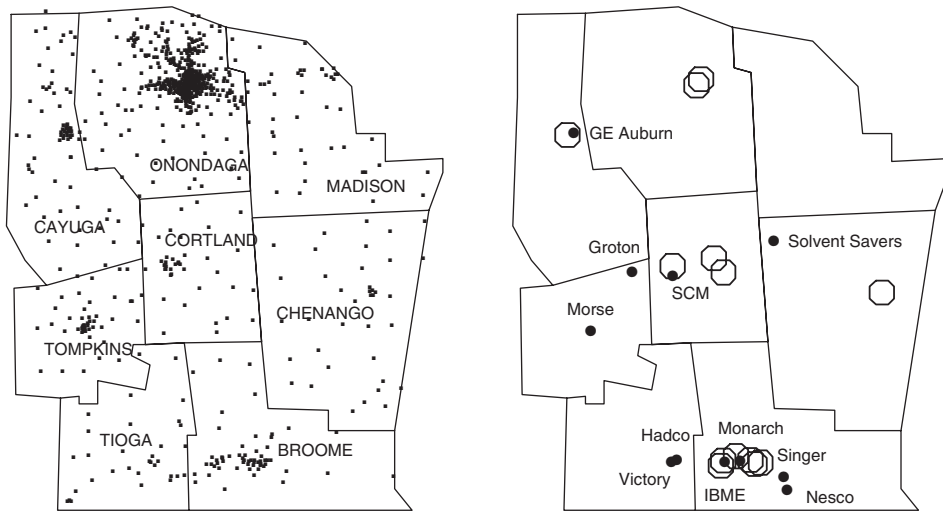 ONONDAGA
MADISON
CAYUGA
CORTLAND
CHENANGO
TOMPKINS
TIOGA
BROOME
GE Auburn
Groton
Solvent Savers
SCM
Morse
Monarch
Hadco
Singer
Victory
IBME
Nesco